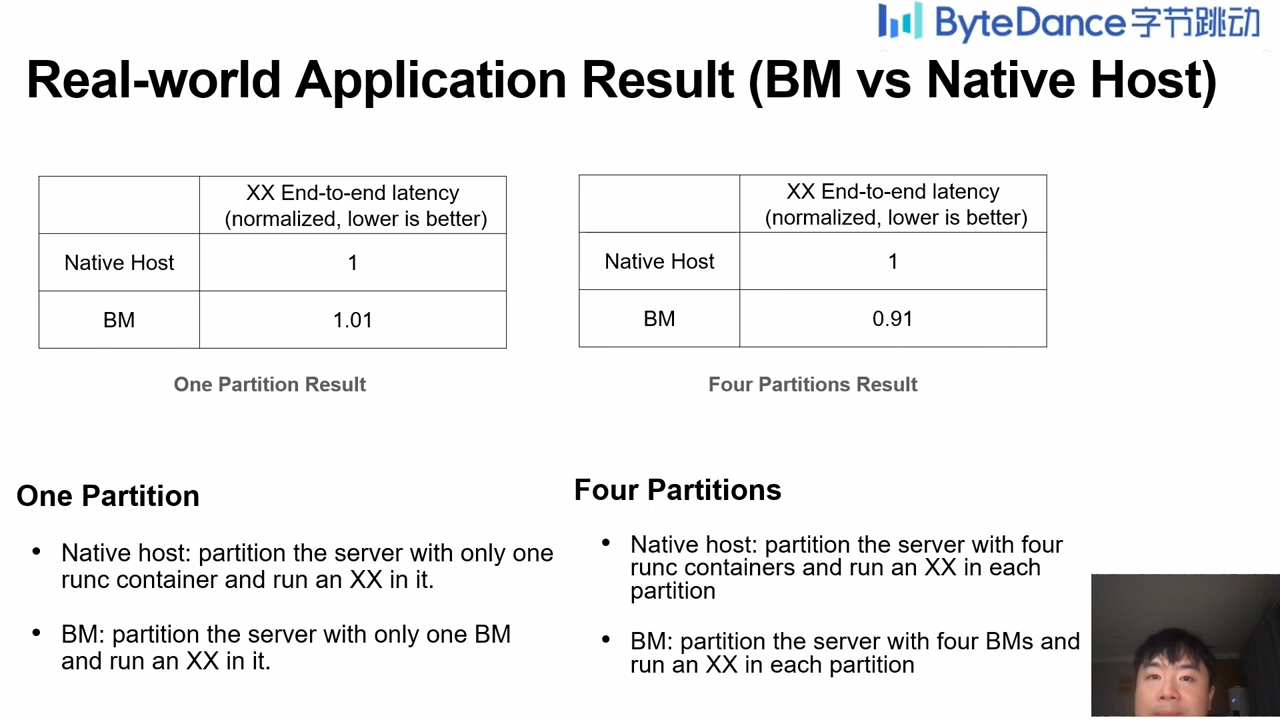 ByteDance字节跳动
Real-world Application Result (BM vs Native Host)
XX End-to-end latency
(normalized, lower is better)
Native Host 1
BM 1.01
One Partition Result
XX End-to-end latency
(normalized, lower is better)
Native Host 1
BM 0.91
Four Partitions Result
One Partition
• Native host: partition the server with only one
runc container and run an XX in it.
• BM: partition the server with only one BM
and run an XX in it.
Four Partitions
• Native host: partition the server with four
runc containers and run an XX in each
partition
• BM: partition the server with four BMs and
run an XX in each partition